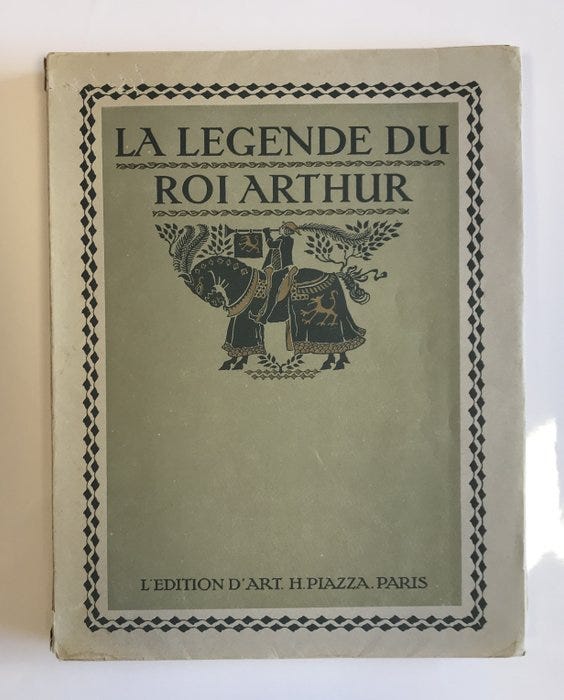 LA LEGENDE DU
ROI ARTHUR
L'EDITION D'ART. H. PIAZZA. PARIS